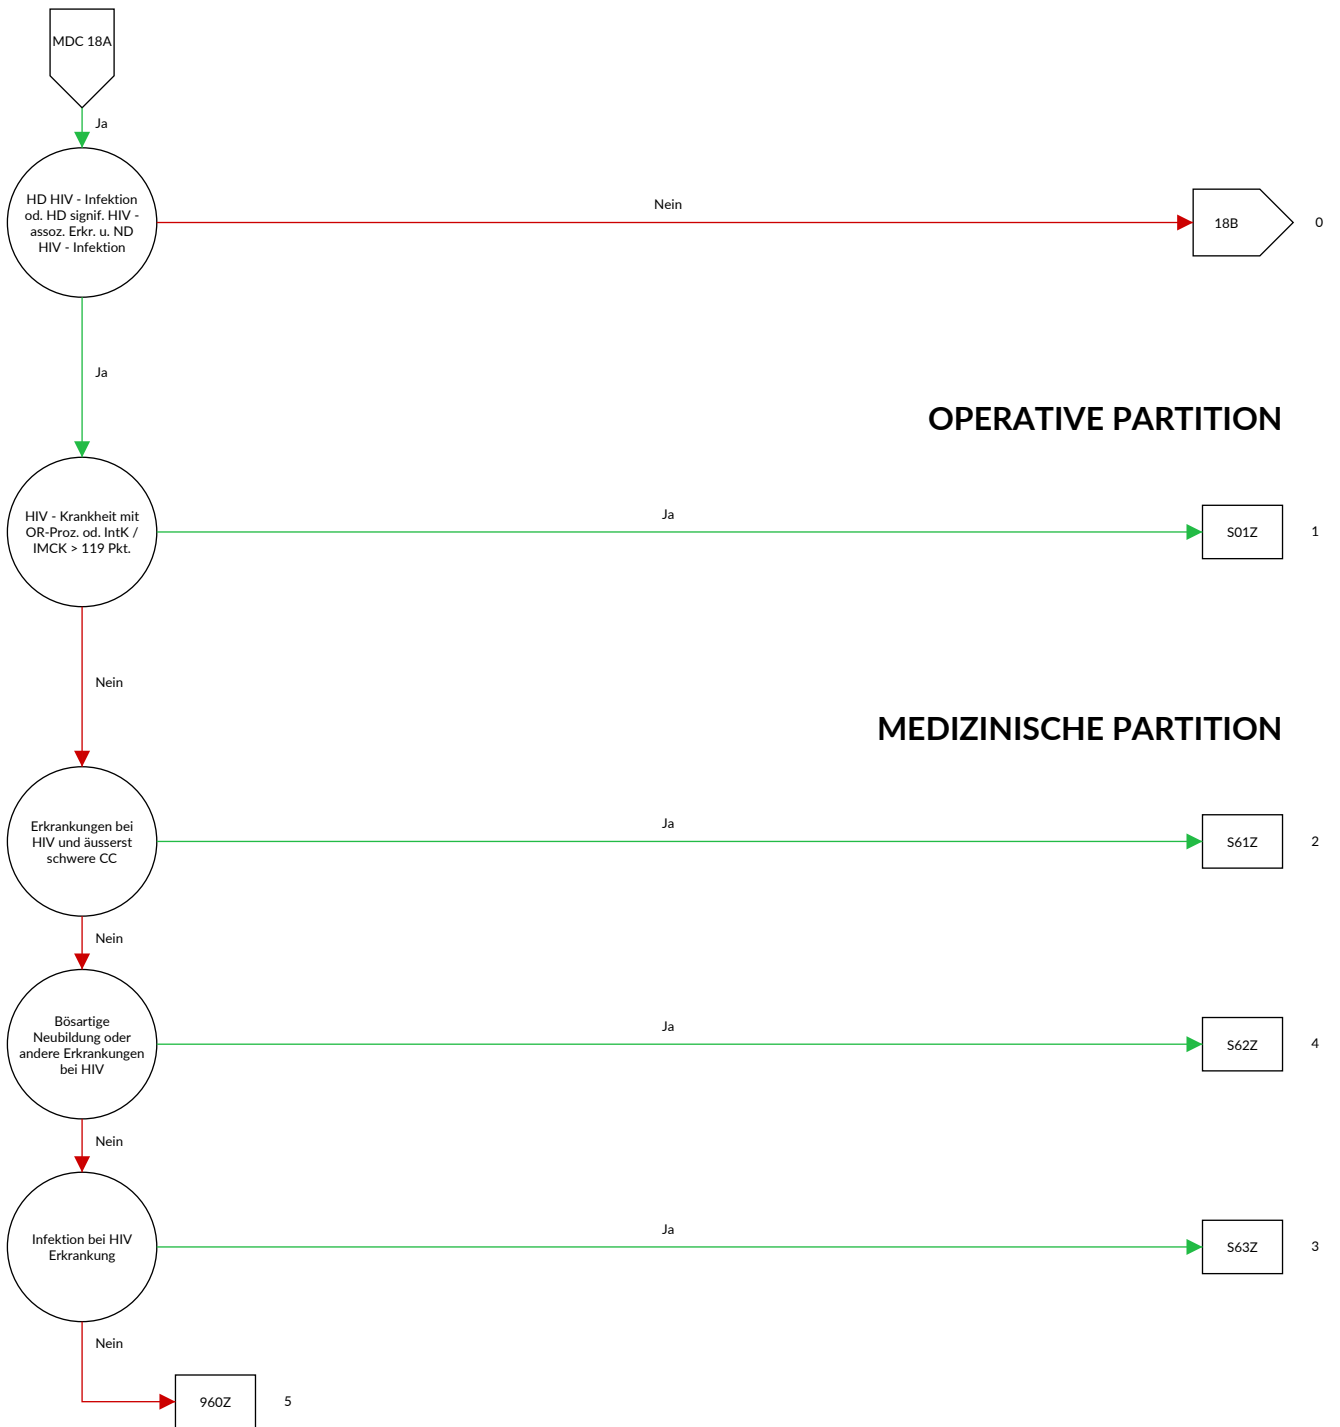 MDC 18A
Ja
HD HIV - Infektion
od. HD signif. HIV -
assoz. Erkr. u. ND
HIV - Infektion
Nein
18B
0
Ja
OPERATIVE PARTITION
HIV - Krankheit mit
OR-Proz. od. IntK /
IMCK > 119 Pkt.
Ja
S01Z
1
Nein
MEDIZINISCHE PARTITION
Erkrankungen bei
HIV und äusserst
schwere CC
Ja
S61Z
2
Nein
Bösartige
Neubildung oder
andere Erkrankungen
bei HIV
Ja
S62Z
4
Nein
Infektion bei HIV
Erkrankung
Ja
S63Z
3
Nein
960Z
5